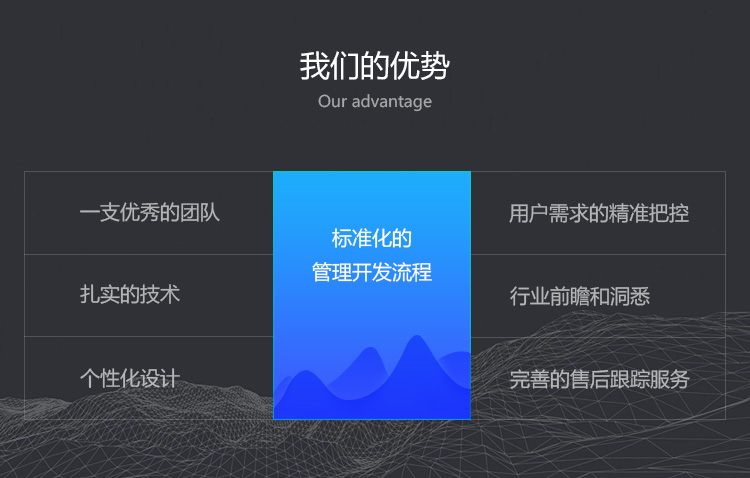 我们的优势
Our advantage
一支优秀的团队
扎实的技术
个性化设计
标准化的
管理开发流程
用户需求的精准把控
行业前瞻和洞悉
完善的售后跟踪服务